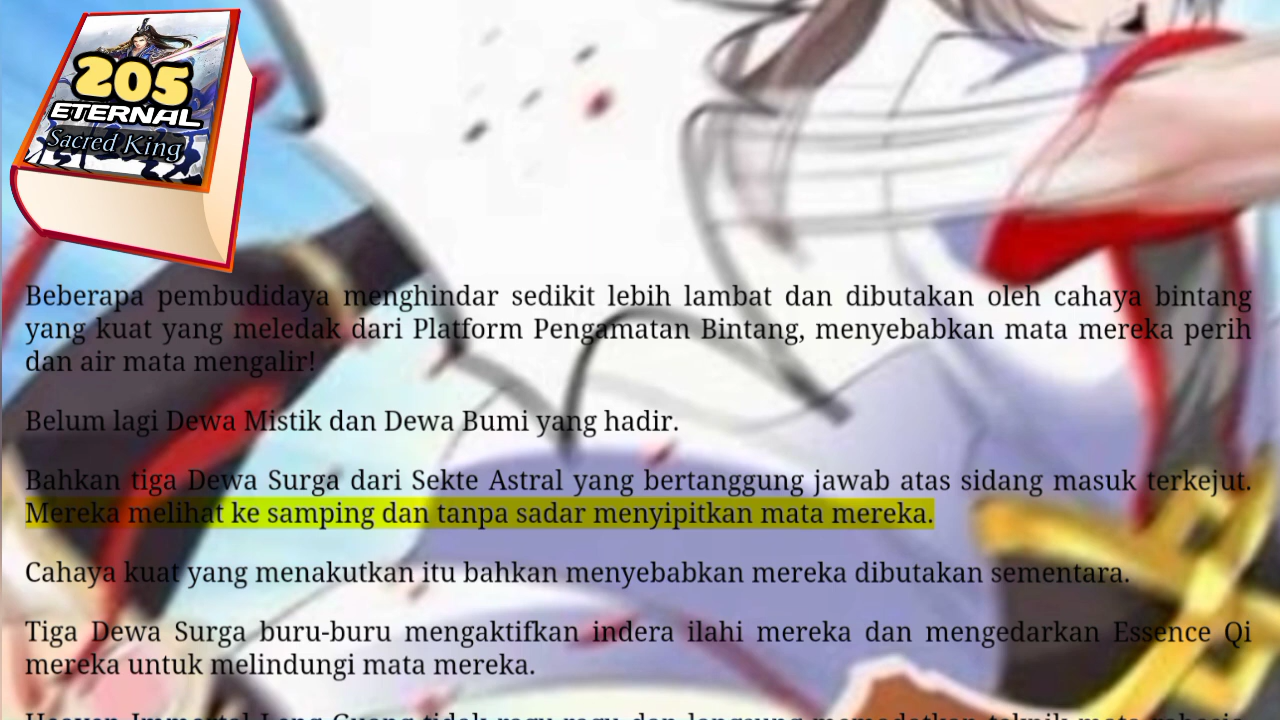 205
ETERNAL
Sacred King
Beberapa pembudidaya menghindar sedikit lebih lambat dan dibutakan oleh cahaya bintang
yang kuat yang meledak dari Platform Pengamatan Bintang, menyebabkan mata mereka perih
dan air mata mengalir!
Belum lagi Dewa Mistik dan Dewa Bumi yang hadir.
Bahkan tiga Dewa Surga dari Sekte Astral yang bertanggung jawab atas sidang masuk terkejut.
Mereka melihat ke samping dan tanpa sadar menyipitkan mata mereka.
Cahaya kuat yang menakutkan itu bahkan menyebabkan mereka dibutakan sementara.
Tiga Dewa Surga buru-buru mengaktifkan indera ilahi mereka dan mengedarkan Essence Qi
mereka untuk melindungi mata mereka.